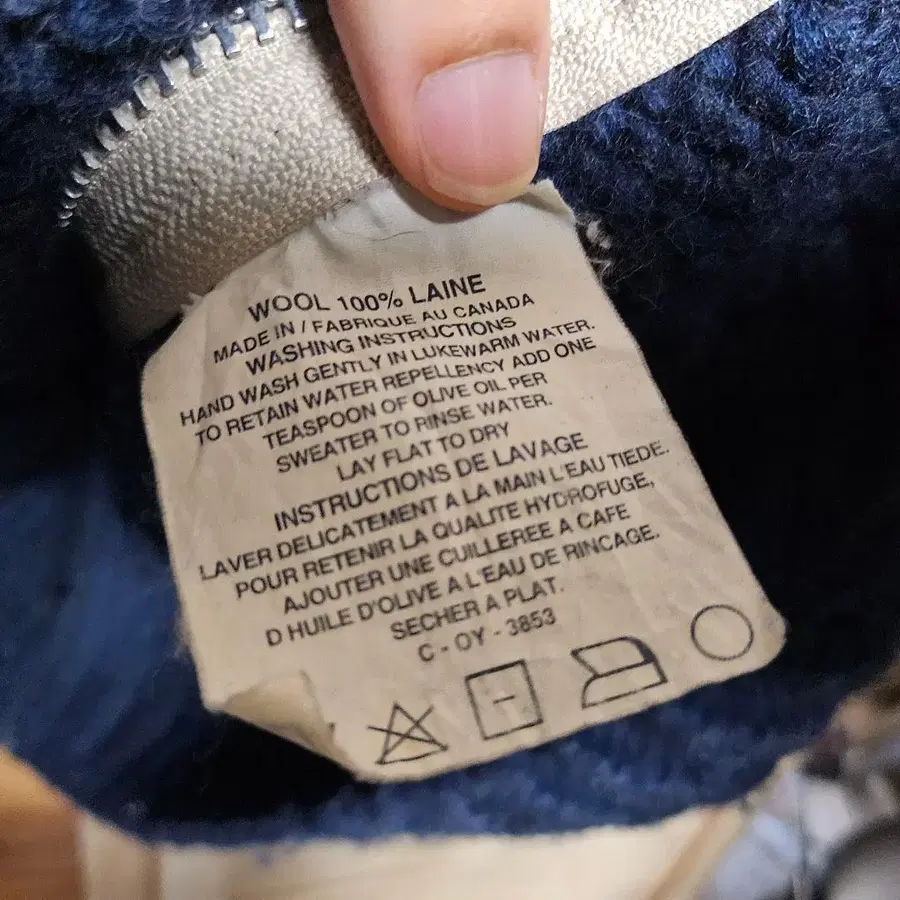 WOOL 100% LAINE
MADE IN / FABRIQUE AU CANADA
WASHING INSTRUCTIONS
HAND WASH GENTLY IN LUKEWARM WATER.
TO RETAIN WATER REPELLENCY ADD ONE
TEASPOON OF OLIVE OIL PER
SWEATER TO RINSE WATER.
LAY FLAT TO DRY
INSTRUCTIONS DE LAVAGE
LAVER DELICATEMENT A LA MAIN L'EAU TIEDE.
POUR RETENIR LA QUALITE HYDROFUGE,
AJOUTER UNE CUILLEREE A CAFE
D HUILE D'OLIVE A L'EAU DE RINCAGE.
SECHER A PLAT.
C - OY - 3853